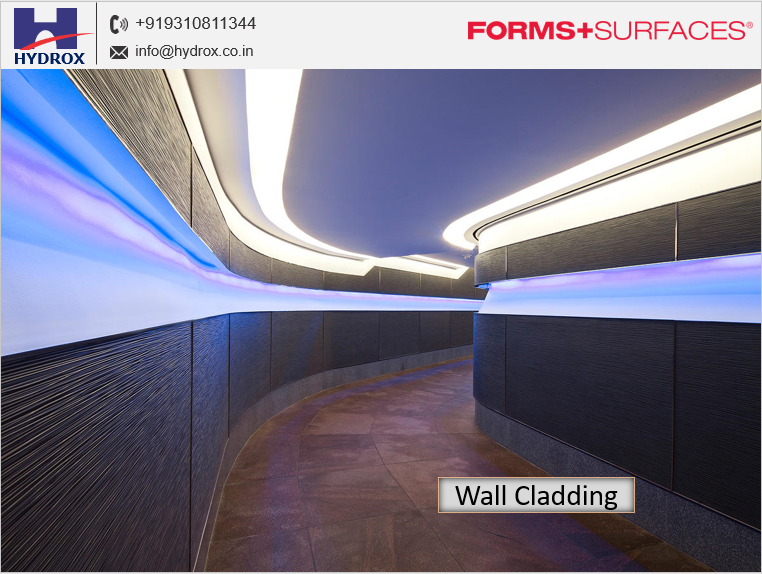 HYDROX
+919310811344
info@hydrox.co.in
FORMS+SURFACES®
Wall Cladding